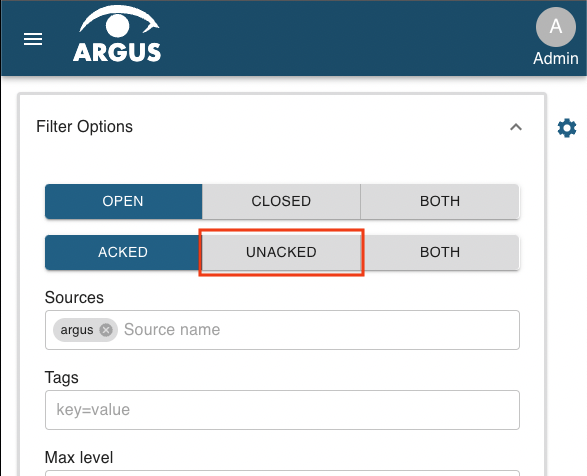 ARGUS
A
Admin
Filter Options
OPEN CLOSED BOTH
ACKED UNACKED BOTH
Sources
argus Source name
Tags
key=value
Max level